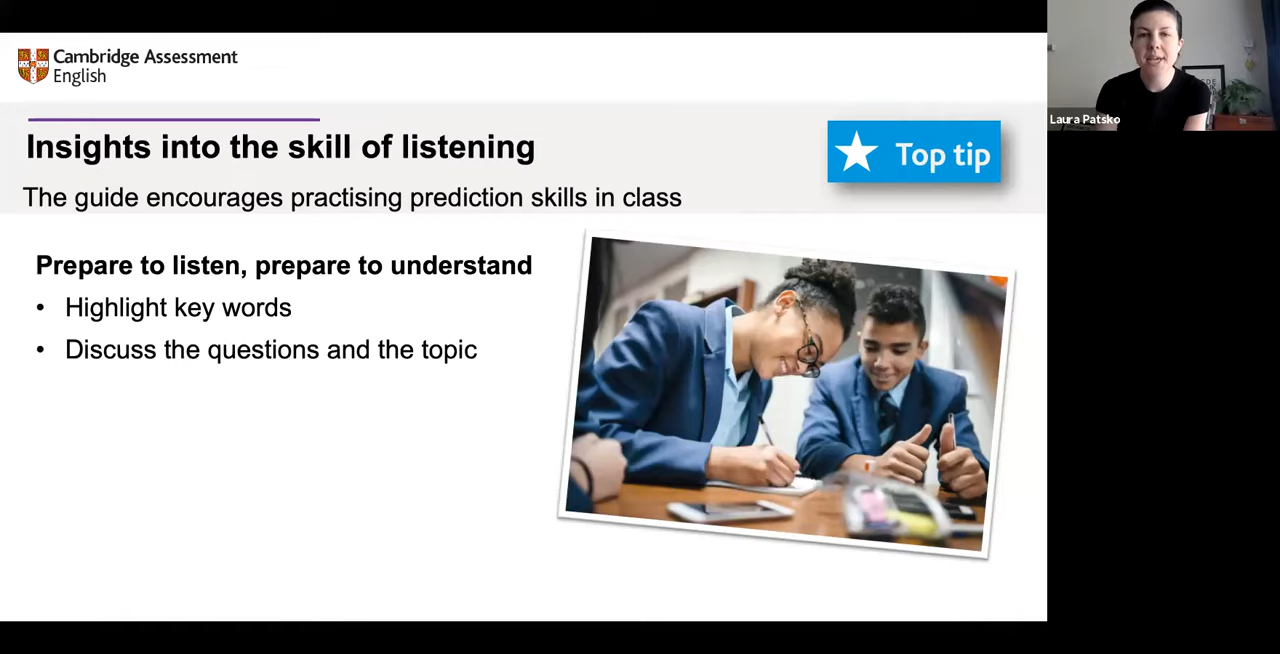 Cambridge Assessment
English
Insights into the skill of listening
Top tip
The guide encourages practising prediction skills in class
Prepare to listen, prepare to understand
• Highlight key words
• Discuss the questions and the topic
Laura Patsko